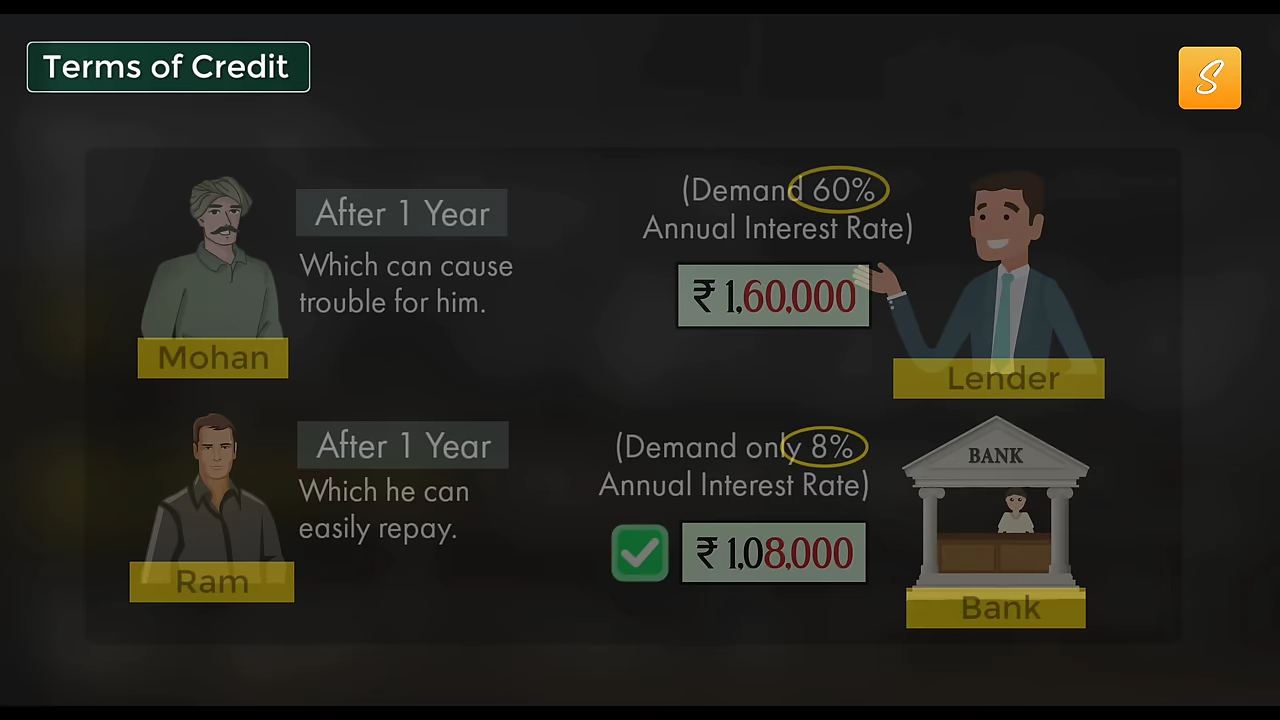 Terms of Credit
S
After 1 Year
Which can cause
trouble for him.
Mohan
(Demand 60%
Annual Interest Rate)
₹ 1,60,000
Lender
After 1 Year
Which he can
easily repay.
Ram
(Demand only 8%
Annual Interest Rate)
₹ 1,08,000
BANK
Bank